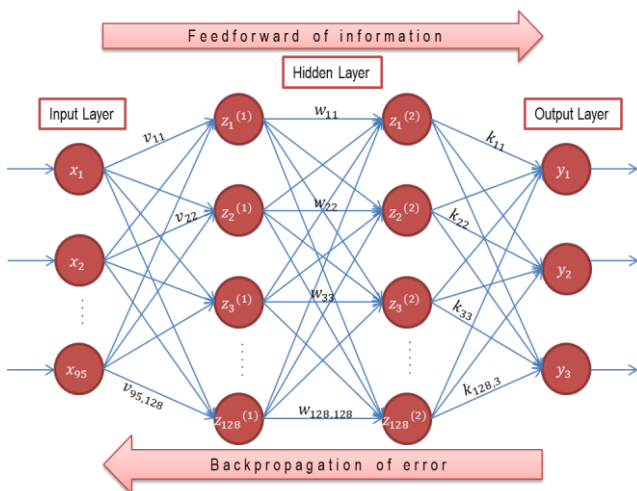 Feedforward of information
Hidden Layer
Input Layer
Output Layer
z₁⁽¹⁾
w₁₁
z₁⁽²⁾
v₁₁
k₁₁
x₁
y₁
z₂⁽¹⁾
w₂₂
z₂⁽²⁾
v₂₂
k₂₂
x₂
y₂
z₃⁽¹⁾
w₃₃
z₃⁽²⁾
k₃₃
x₉₅
y₃
v₉₅,₁₂₈
k₁₂₈,₃
z₁₂₈⁽¹⁾
w₁₂₈,₁₂₈
z₁₂₈⁽²⁾
Backpropagation of error